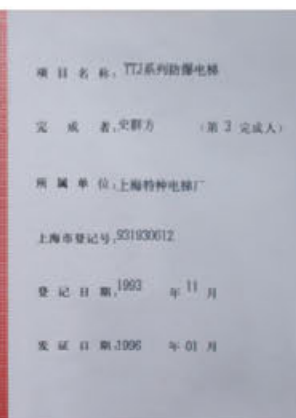 项目名称:TTJ系列防爆电梯
完成者:史群方 (第 3 完成人)
所属单位:上海特种电梯厂
上海市登记号:931930612
登记日期:1993 年 11 月
发证日期:1996 年 01 月